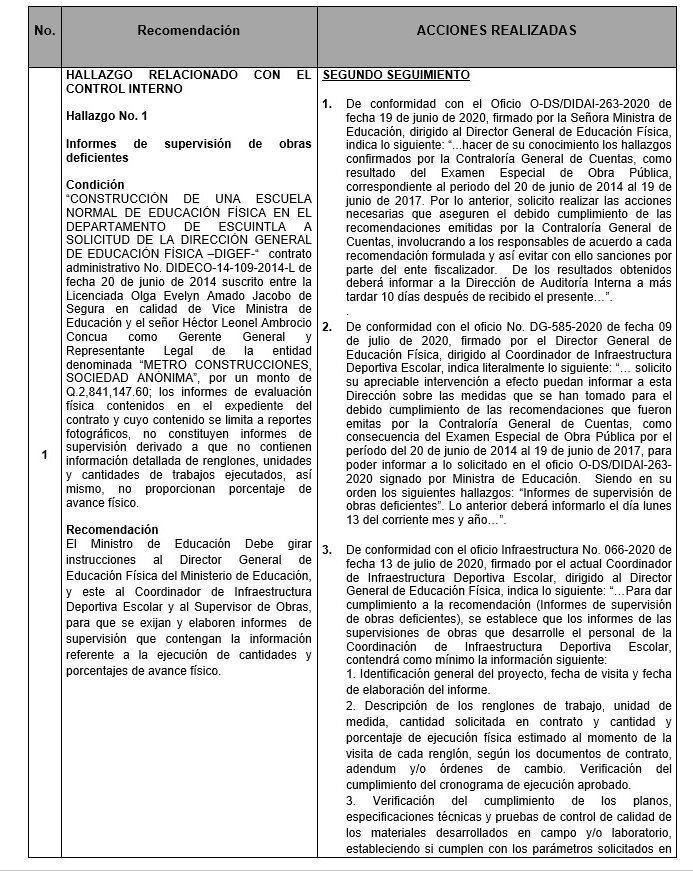 No.
Recomendación
ACCIONES REALIZADAS
1
HALLAZGO RELACIONADO CON EL
CONTROL INTERNO
Hallazgo No. 1
Informes de supervisión de obras
deficientes
Condición
“CONSTRUCCIÓN DE UNA ESCUELA
NORMAL DE EDUCACIÓN FÍSICA EN EL
DEPARTAMENTO DE ESCUINTLA A
SOLICITUD DE LA DIRECCIÓN GENERAL
DE EDUCACIÓN FÍSICA –DIGEF-“ contrato
administrativo No. DIDECO-14-109-2014-L de
fecha 20 de junio de 2014 suscrito entre la
Licenciada Olga Evelyn Amado Jacobo de
Segura en calidad de Vice Ministra de
Educación y el señor Héctor Leonel Ambrocio
Concua como Gerente General y
Representante Legal de la entidad
denominada “METRO CONSTRUCCIONES,
SOCIEDAD ANÓNIMA”, por un monto de
Q.2,841,147.60; los informes de evaluación
física contenidos en el expediente del
contrato y cuyo contenido se limita a reportes
fotográficos, no constituyen informes de
supervisión derivado a que no contienen
información detallada de renglones, unidades
y cantidades de trabajos ejecutados, así
mismo, no proporcionan porcentaje de
avance físico.
Recomendación
El Ministro de Educación Debe girar
instrucciones al Director General de
Educación Física del Ministerio de Educación,
y este al Coordinador de Infraestructura
Deportiva Escolar y al Supervisor de Obras,
para que se exijan y elaboren informes de
supervisión que contengan la información
referente a la ejecución de cantidades y
porcentajes de avance físico.
SEGUNDO SEGUIMIENTO
1. De conformidad con el Oficio O-DS/DIDAI-263-2020 de
fecha 19 de junio de 2020, firmado por la Señora Ministra de
Educación, dirigido al Director General de Educación Física,
indica lo siguiente: “...hacer de su conocimiento los hallazgos
confirmados por la Contraloría General de Cuentas, como
resultado del Examen Especial de Obra Pública,
correspondiente al periodo del 20 de junio de 2014 al 19 de
junio de 2017. Por lo anterior, solicito realizar las acciones
necesarias que aseguren el debido cumplimiento de las
recomendaciones emitidas por la Contraloría General de
Cuentas, involucrando a los responsables de acuerdo a cada
recomendación formulada y así evitar con ello sanciones por
parte del ente fiscalizador. De los resultados obtenidos
deberá informar a la Dirección de Auditoría Interna a más
tardar 10 días después de recibido el presente…”.
.
2. De conformidad con el oficio No. DG-585-2020 de fecha 09
de julio de 2020, firmado por el Director General de
Educación Física, dirigido al Coordinador de Infraestructura
Deportiva Escolar, indica literalmente lo siguiente: “… solicito
su apreciable intervención a efecto puedan informar a esta
Dirección sobre las medidas que se han tomado para el
debido cumplimiento de las recomendaciones que fueron
emitas por la Contraloría General de Cuentas, como
consecuencia del Examen Especial de Obra Pública por el
período del 20 de junio de 2014 al 19 de junio de 2017, para
poder informar a lo solicitado en el oficio O-DS/DIDAI-263-
2020 signado por Ministra de Educación. Siendo en su
orden los siguientes hallazgos: “Informes de supervisión de
obras deficientes”. Lo anterior deberá informarlo el día lunes
13 del corriente mes y año…”.
3. De conformidad con el oficio Infraestructura No. 066-2020 de
fecha 13 de julio de 2020, firmado por el actual Coordinador
de Infraestructura Deportiva Escolar, dirigido al Director
General de Educación Física, indica lo siguiente: “…Para dar
cumplimiento a la recomendación (Informes de supervisión
de obras deficientes), se establece que los informes de las
supervisiones de obras que desarrolle el personal de la
Coordinación de Infraestructura Deportiva Escolar,
contendrá como mínimo la información siguiente:
1. Identificación general del proyecto, fecha de visita y fecha
de elaboración del informe.
2. Descripción de los renglones de trabajo, unidad de
medida, cantidad solicitada en contrato y cantidad y
porcentaje de ejecución física estimado al momento de la
visita de cada renglón, según los documentos de contrato,
adendum y/o órdenes de cambio. Verificación del
cumplimiento del cronograma de ejecución aprobado.
3. Verificación del cumplimiento de los planos,
especificaciones técnicas y pruebas de control de calidad de
los materiales desarrollados en campo y/o laboratorio,
estableciendo si cumplen con los parámetros solicitados en